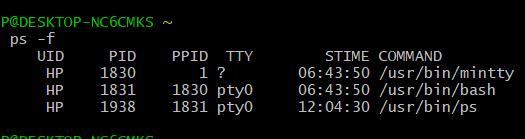 P@DESKTOP-NC6CMKS ~
ps -f
UID PID PPID TTY STIME COMMAND
HP 1830 1 ? 06:43:50 /usr/bin/mintty
HP 1831 1830 pty0 06:43:50 /usr/bin/bash
HP 1938 1831 pty0 12:04:30 /usr/bin/ps
P@DESKTOP-NC6CMKS ~